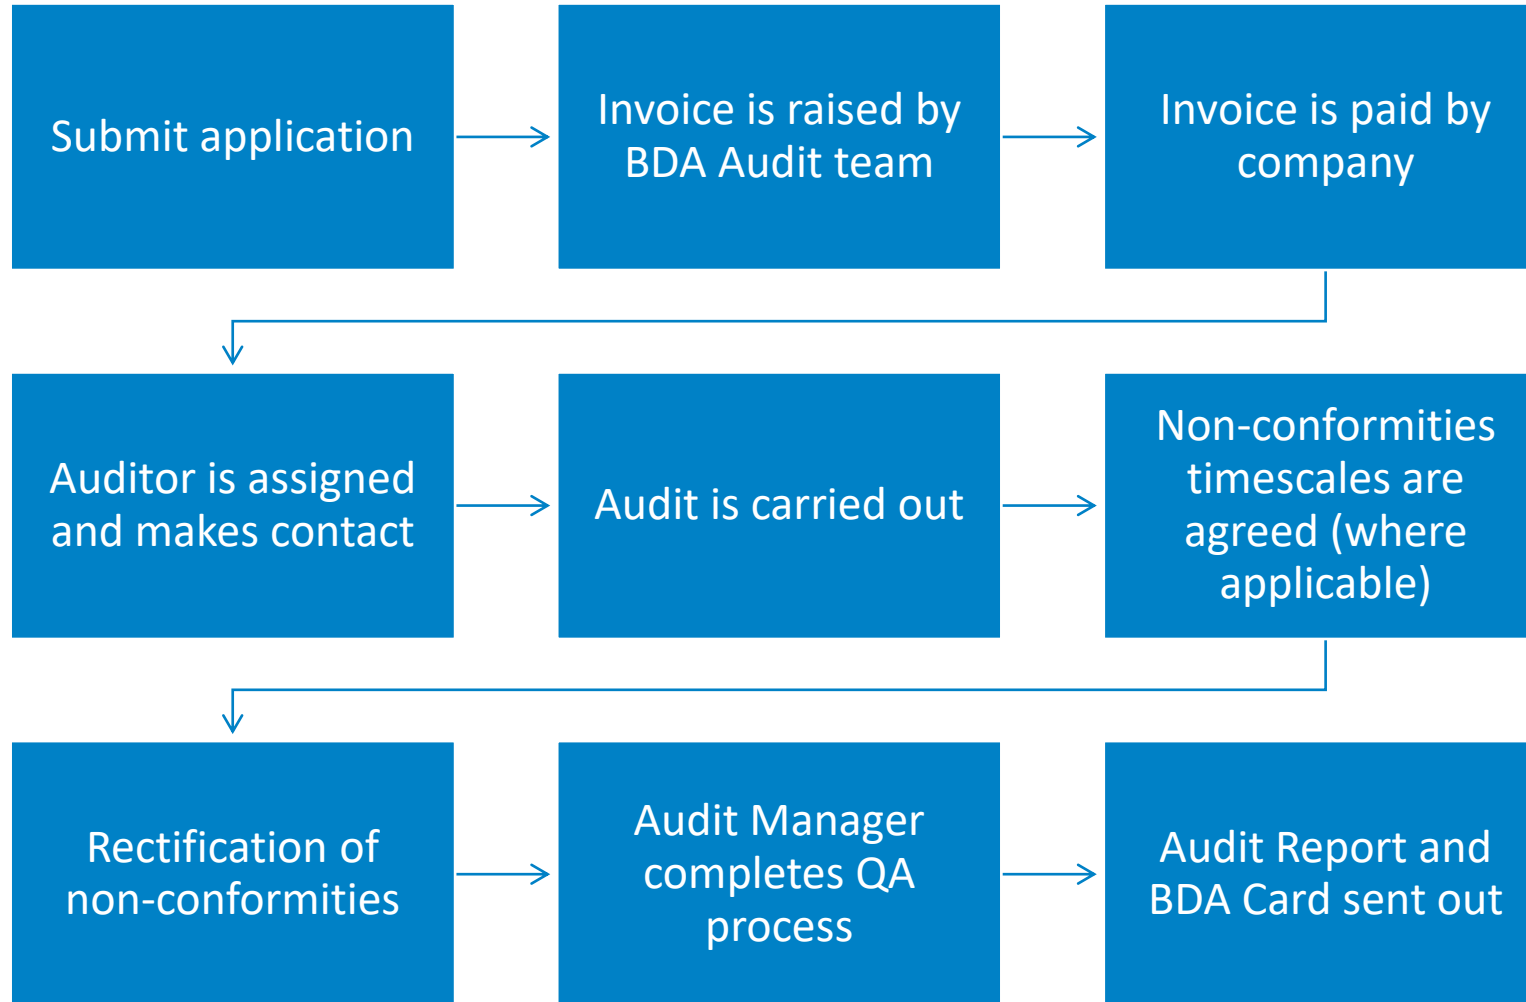 Submit application
Invoice is raised by
BDA Audit team
Invoice is paid by
company
Auditor is assigned
and makes contact
Audit is carried out
Non-conformities
timescales are
agreed (where
applicable)
Rectification of
non-conformities
Audit Manager
completes QA
process
Audit Report and
BDA Card sent out